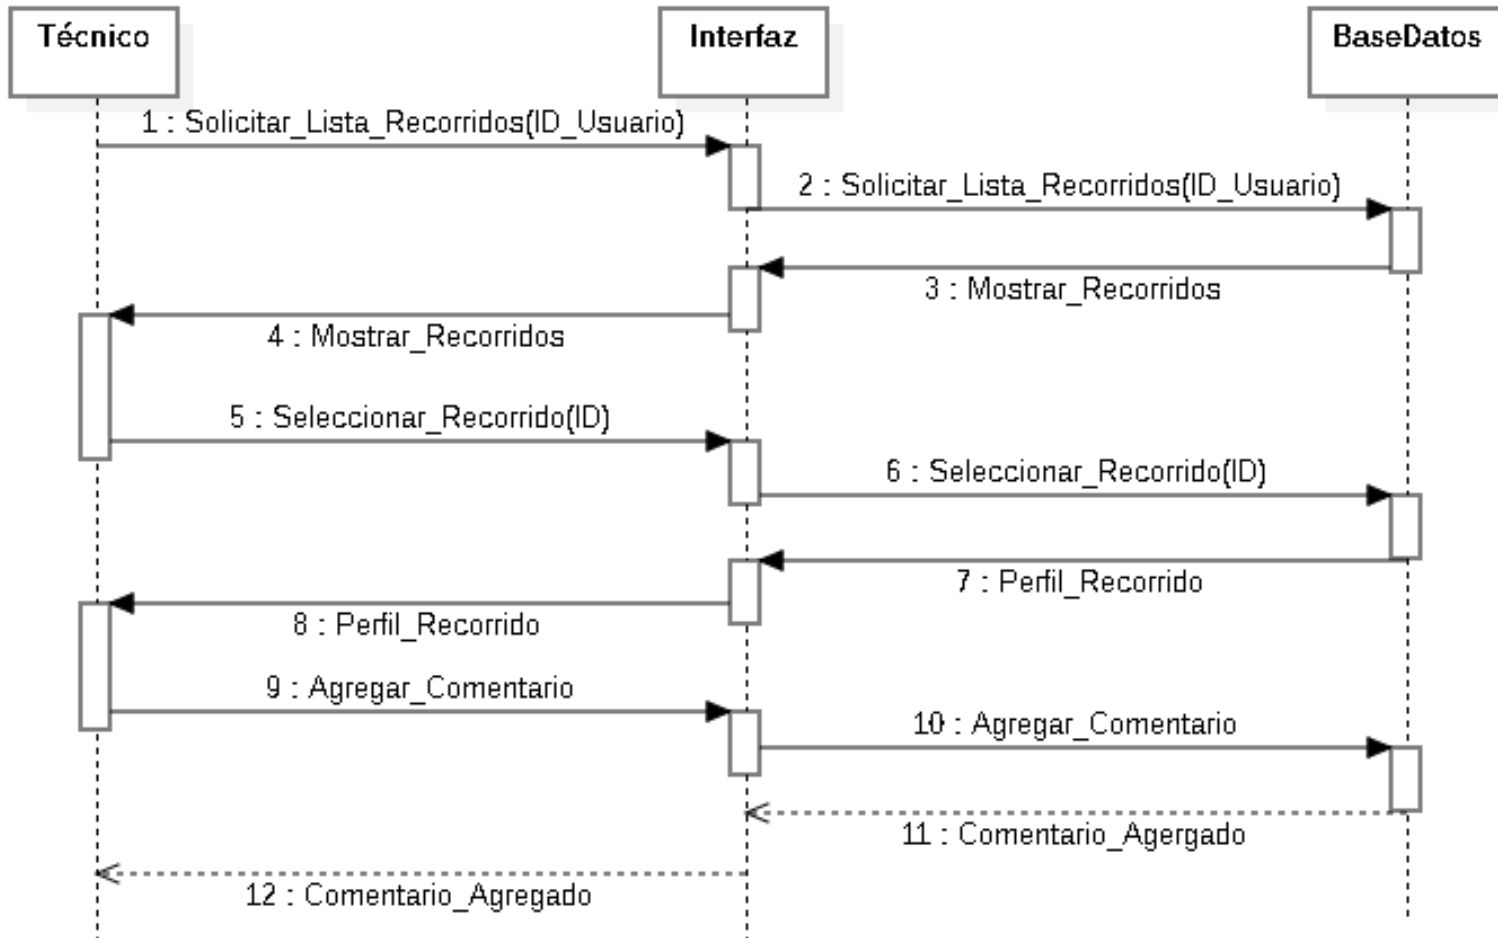 Técnico
Interfaz
BaseDatos
1 : Solicitar_Lista_Recorridos(ID_Usuario)
2 : Solicitar_Lista_Recorridos(ID_Usuario)
3 : Mostrar_Recorridos
4 : Mostrar_Recorridos
5 : Seleccionar_Recorrido(ID)
6 : Seleccionar_Recorrido(ID)
7 : Perfil_Recorrido
8 : Perfil_Recorrido
9 : Agregar_Comentario
10 : Agregar_Comentario
11 : Comentario_Agergado
12 : Comentario_Agregado